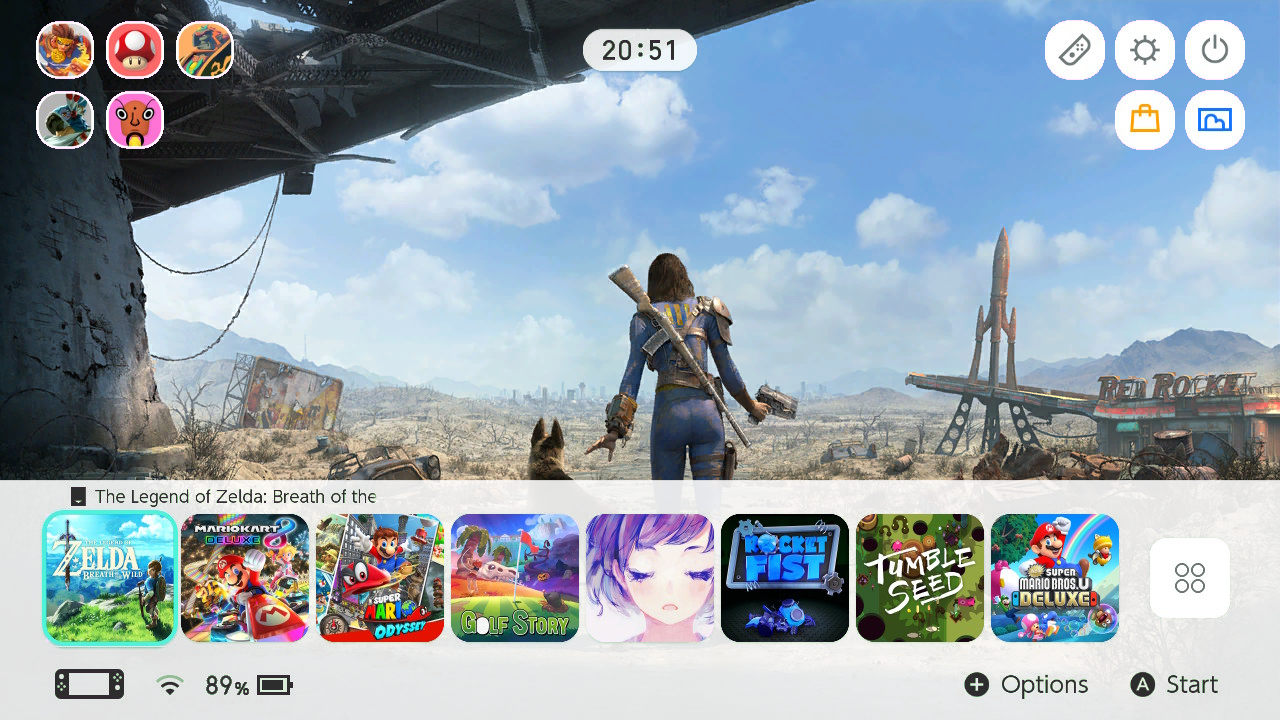 20:51
RED ROCKET
The Legend of Zelda: Breath of the
THE LEGEND OF
ZELDA
BREATH OF THE WILD
MARIOKART 8
DELUXE
SUPER
MARIO
ODYSSEY
GOLF STORY
ROCKET
FIST
TUMBLE
SEED
NEW
SUPER
MARIO BROS. U
DELUXE
89%
+ Options
A Start